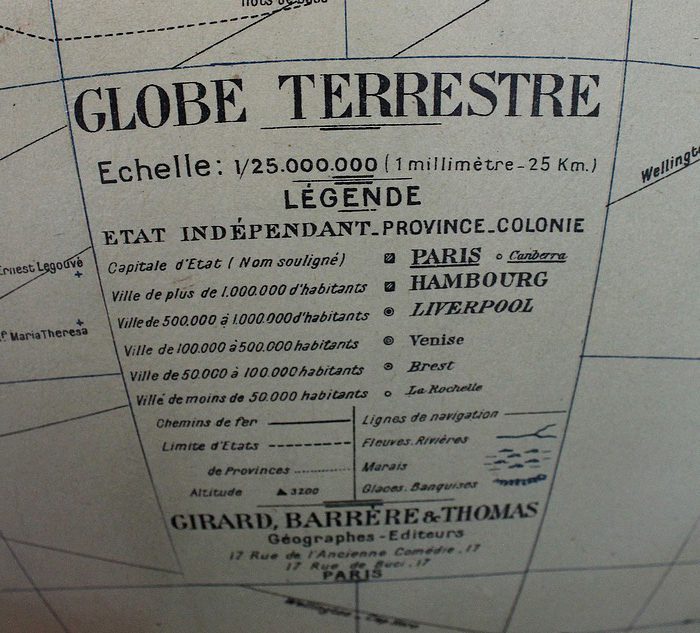 GLOBE TERRESTRE
Echelle: 1/25.000.000 (1 millimètre-25 Km.)
LÉGENDE
ETAT INDÉPENDANT_PROVINCE_COLONIE
Capitale d'Etat (Nom souligné) PARIS Canberra
Ville de plus de 1.000.000 d'habitants HAMBOURG
Ville de 500.000 à 1.000.000 d'habitants LIVERPOOL
Ville de 100.000 à 500.000 habitants Venise
Ville de 50.000 à 100.000 habitants Brest
Ville de moins de 50.000 habitants La Rochelle
Chemins de fer Lignes de navigation
Limite d'Etats Fleuves. Rivières
de Provinces Marais
Altitude 3200 Glaces. Banquises
GIRARD, BARRÈRE & THOMAS
Géographes-Editeurs
17 Rue de l'Ancienne Comédie.17
17 Rue de Buci.17
PARIS
Ernest Legouvé
Maria Theresa
Wellington